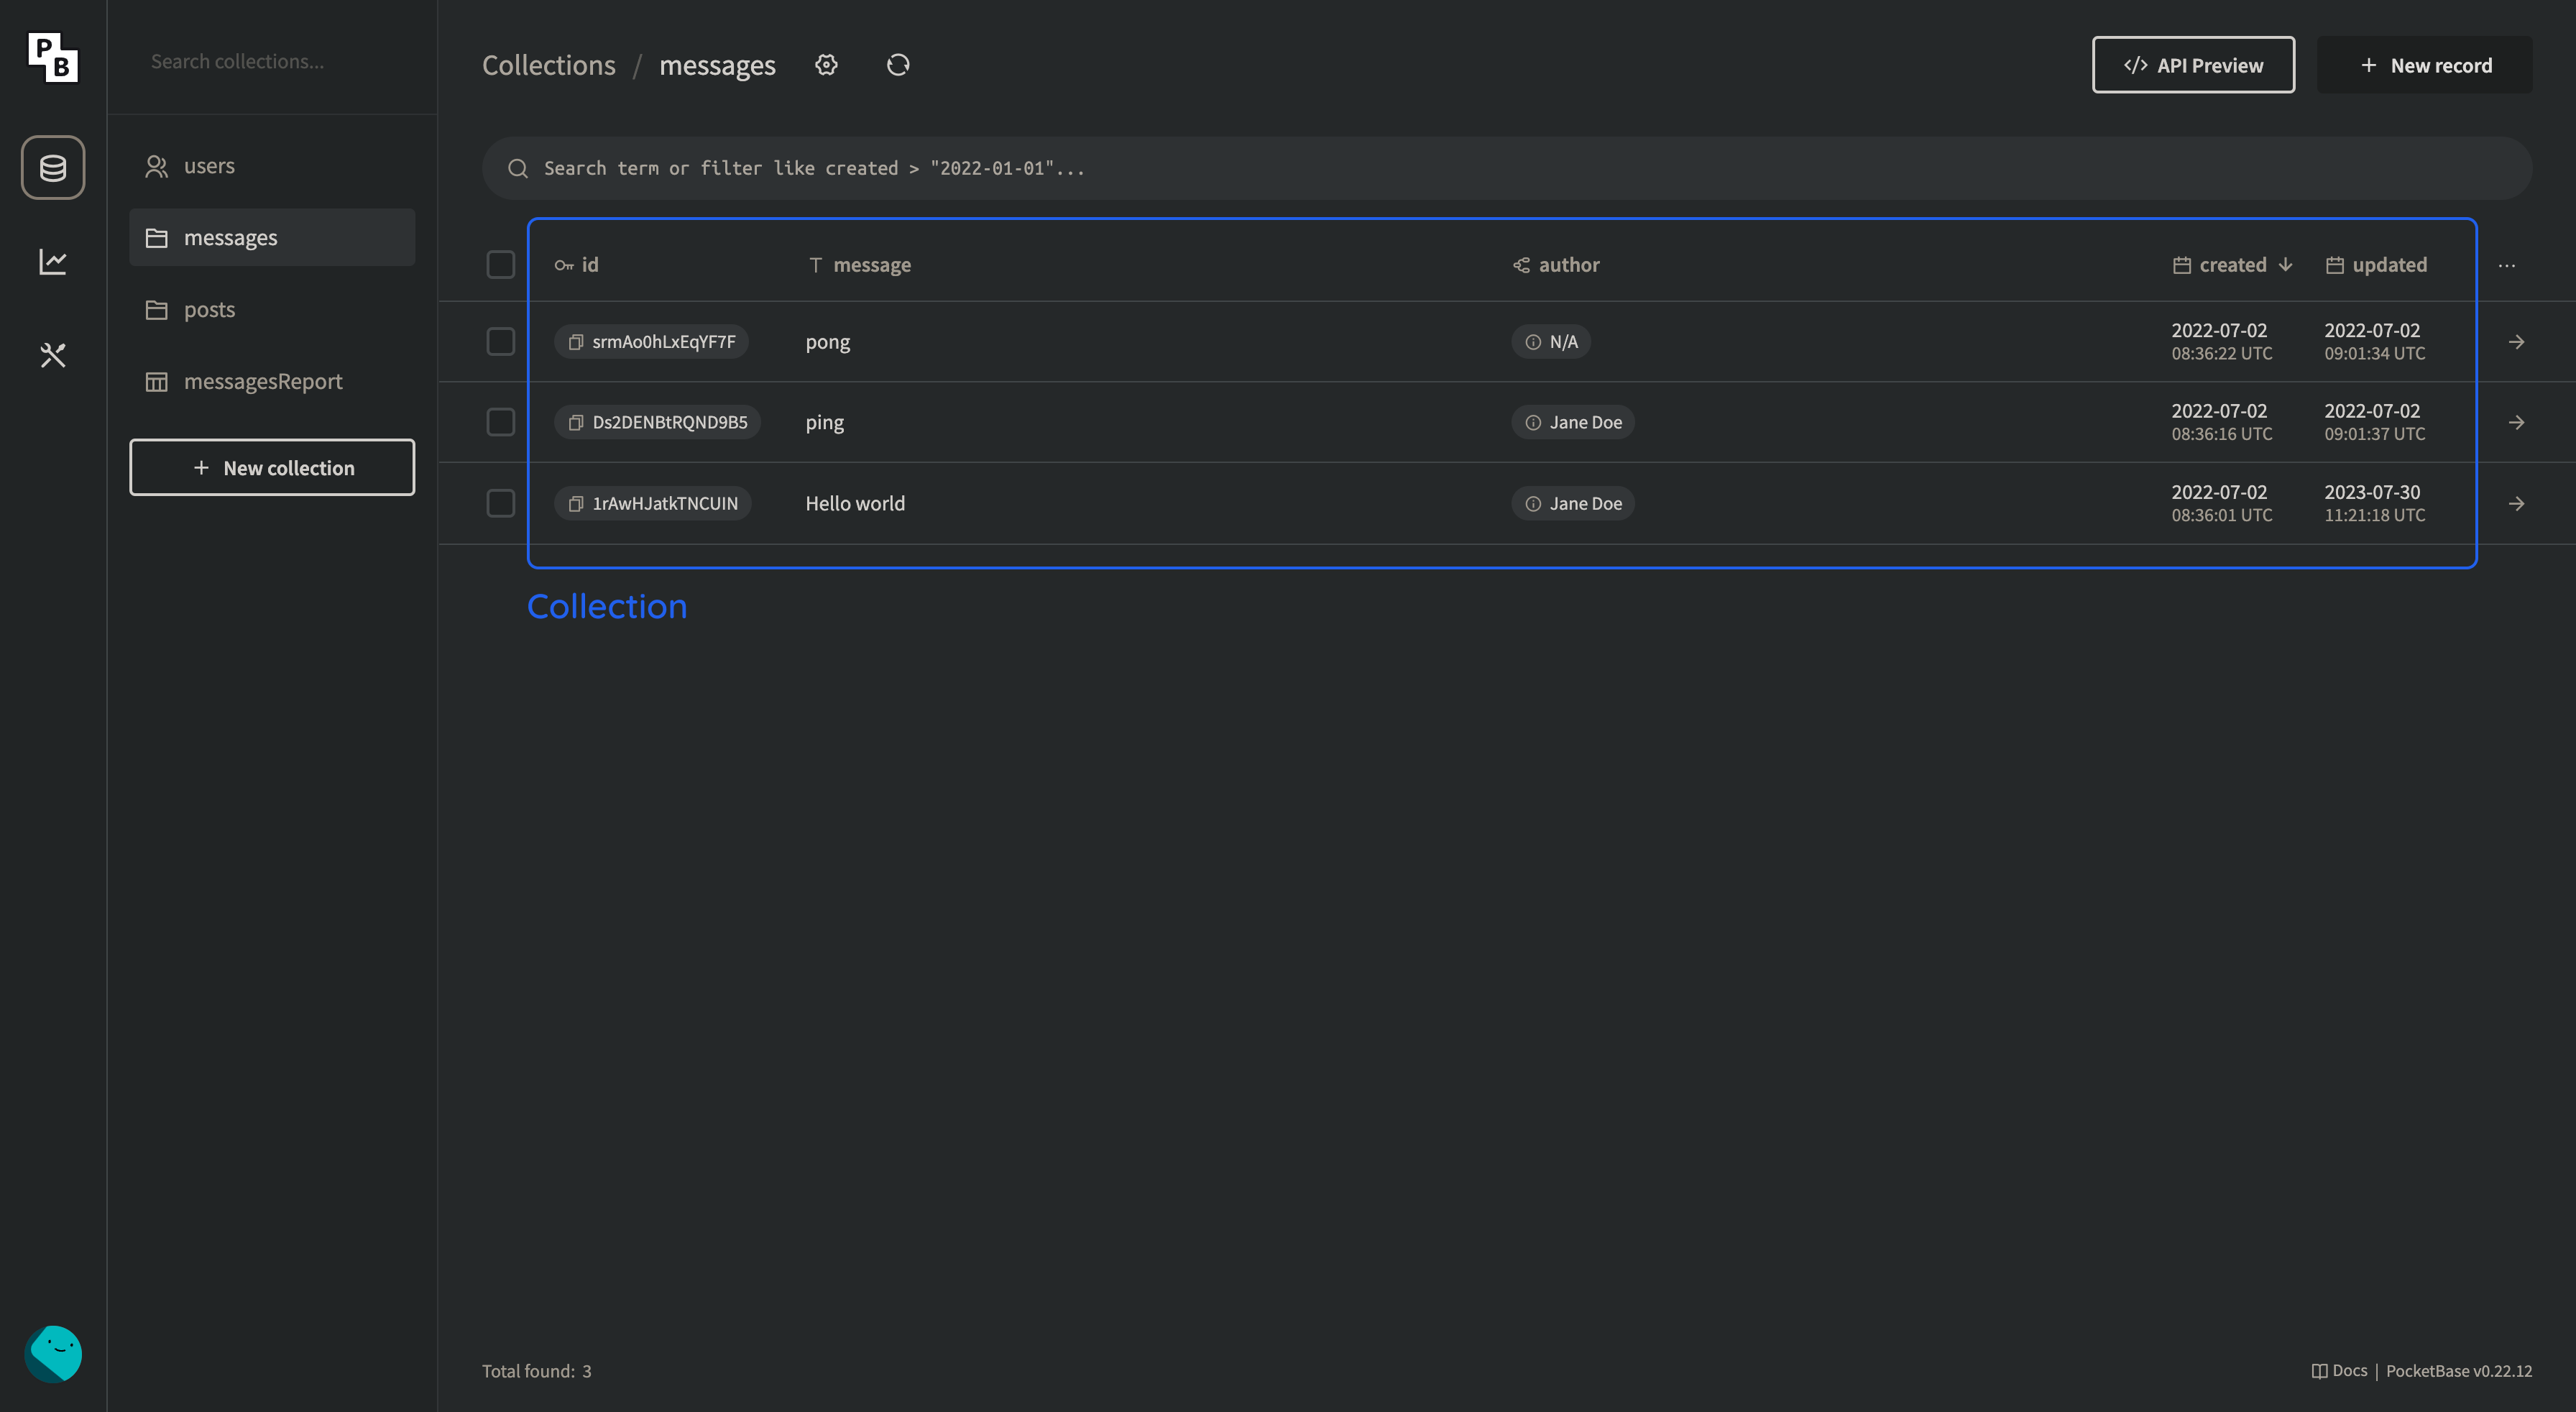 P
B
Search collections...
users
messages
posts
messagesReport
+ New collection
Collections / messages
</> API Preview
+ New record
Search term or filter like created > "2022-01-01"...
id message author created updated
srmAo0hLxEqYF7F pong N/A 2022-07-02 2022-07-02
08:36:22 UTC 09:01:34 UTC
Ds2DENBtRQND9B5 ping Jane Doe 2022-07-02 2022-07-02
08:36:16 UTC 09:01:37 UTC
1rAwHJatkTNCUIN Hello world Jane Doe 2022-07-02 2023-07-30
08:36:01 UTC 11:21:18 UTC
Collection
Total found: 3
Docs | PocketBase v0.22.12